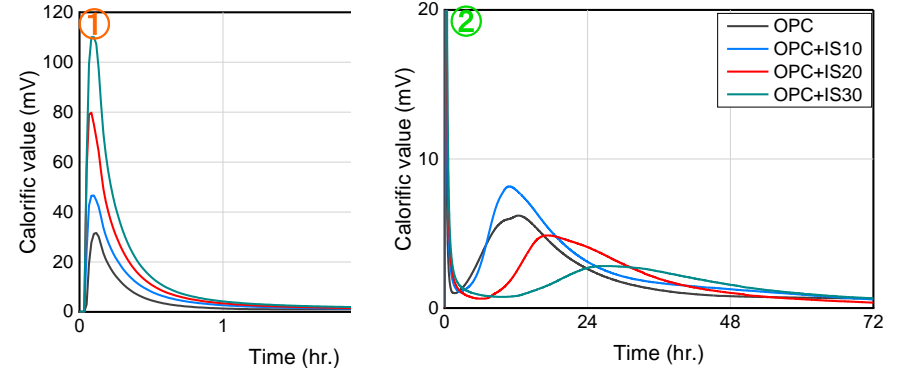 ①
120
100
80
60
40
20
0
0
1
Calorific value (mV)
Time (hr.)
②
20
10
0
0
24
48
72
Calorific value (mV)
Time (hr.)
OPC
OPC+IS10
OPC+IS20
OPC+IS30